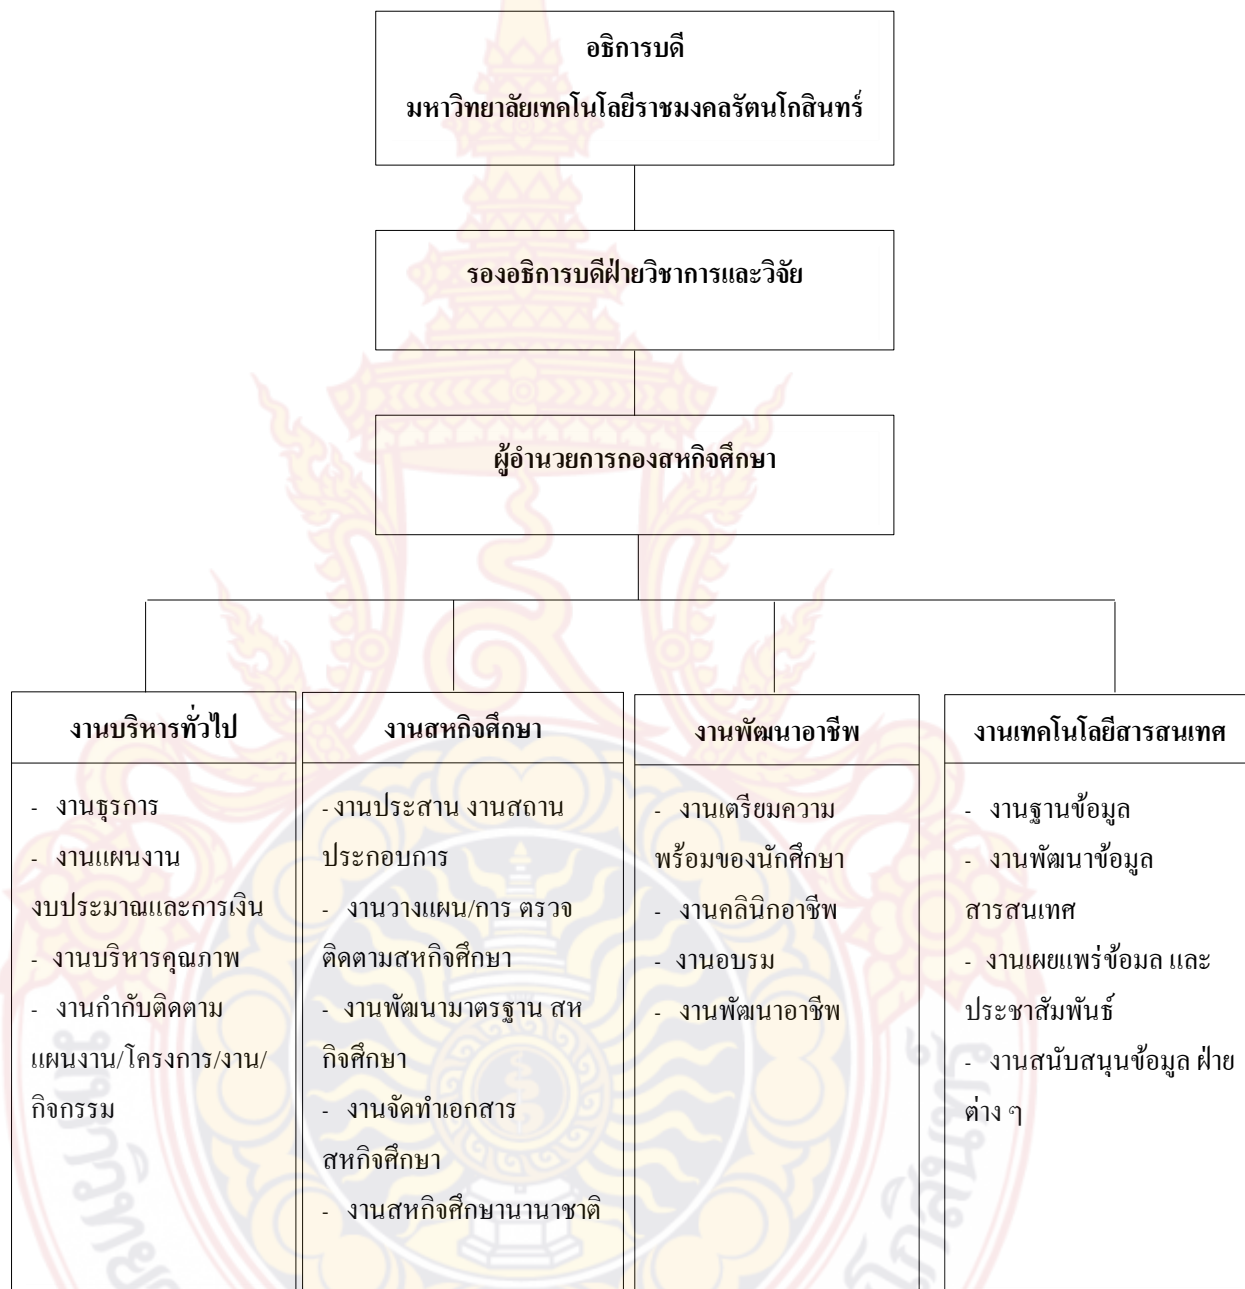 อธิการบดี
มหาวิทยาลัยเทคโนโลยีราชมงคลรัตนโกสินทร์
รองอธิการบดีฝ่ายวิชาการและวิจัย
ผู้อำนวยการกองสหกิจศึกษา
งานบริหารทั่วไป
- งานธุรการ
- งานแผนงาน
งบประมาณและการเงิน
- งานบริหารคุณภาพ
- งานกำกับติดตาม
แผนงาน/โครงการ/งาน/
กิจกรรม
งานสหกิจศึกษา
- งานประสาน งานสถาน
ประกอบการ
- งานวางแผน/การ ตรวจ
ติดตามสหกิจศึกษา
- งานพัฒนามาตรฐาน สห
กิจศึกษา
- งานจัดทำเอกสาร
สหกิจศึกษา
- งานสหกิจศึกษานานาชาติ
งานพัฒนาอาชีพ
- งานเตรียมความ
พร้อมของนักศึกษา
- งานคลินิกอาชีพ
- งานอบรม
- งานพัฒนาอาชีพ
งานเทคโนโลยีสารสนเทศ
- งานฐานข้อมูล
- งานพัฒนาข้อมูล
สารสนเทศ
- งานเผยแพร่ข้อมล และ
ประชาสัมพันธ์
- งานสนับสนุนข้อมูล ฝ่าย
ต่าง ๆ